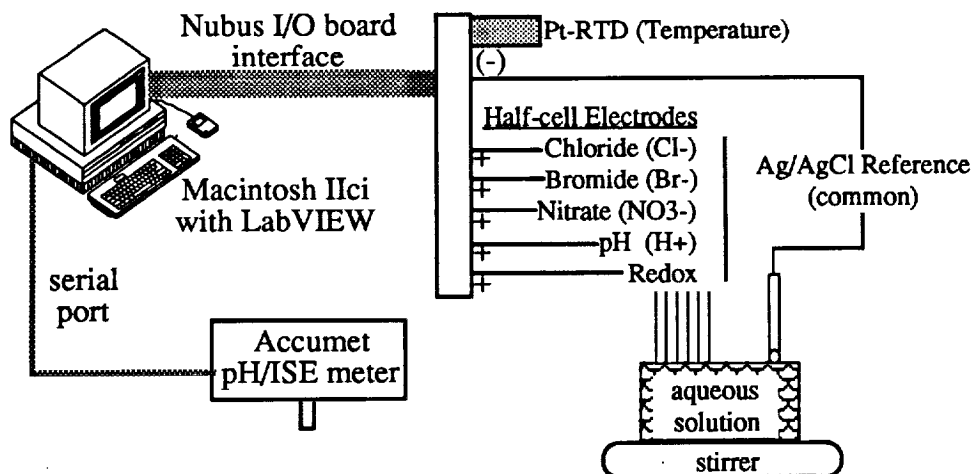 Nubus I/O board
interface
Pt-RTD (Temperature)
(-)
Half-cell Electrodes
+ Chloride (Cl-)
+ Bromide (Br-)
+ Nitrate (NO3-)
+ pH (H+)
+ Redox
Ag/AgCl Reference
(common)
Macintosh IIci
with LabVIEW
serial
port
Accumet
pH/ISE meter
aqueous
solution
stirrer